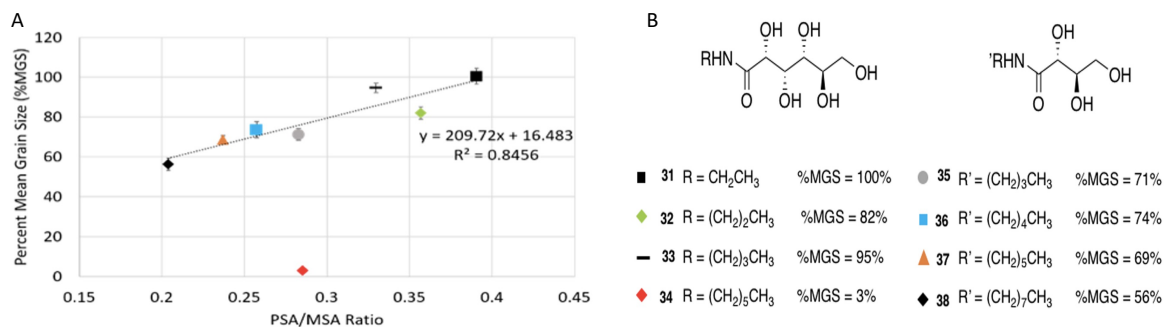 A
Percent Mean Grain Size (%MGS)
120
100
80
60
40
20
0
0.15 0.2 0.25 0.3 0.35 0.4 0.45
PSA/MSA Ratio
y = 209.72x + 16.483
R² = 0.8456
B
OH OH
RHN
OH
O OH OH
OH
'RHN
OH
O OH
31 R = CH₂CH₃ %MGS = 100%
32 R = (CH₂)₂CH₃ %MGS = 82%
33 R = (CH₂)₃CH₃ %MGS = 95%
34 R = (CH₂)₅CH₃ %MGS = 3%
35 R' = (CH₂)₃CH₃ %MGS = 71%
36 R' = (CH₂)₄CH₃ %MGS = 74%
37 R' = (CH₂)₅CH₃ %MGS = 69%
38 R' = (CH₂)₇CH₃ %MGS = 56%